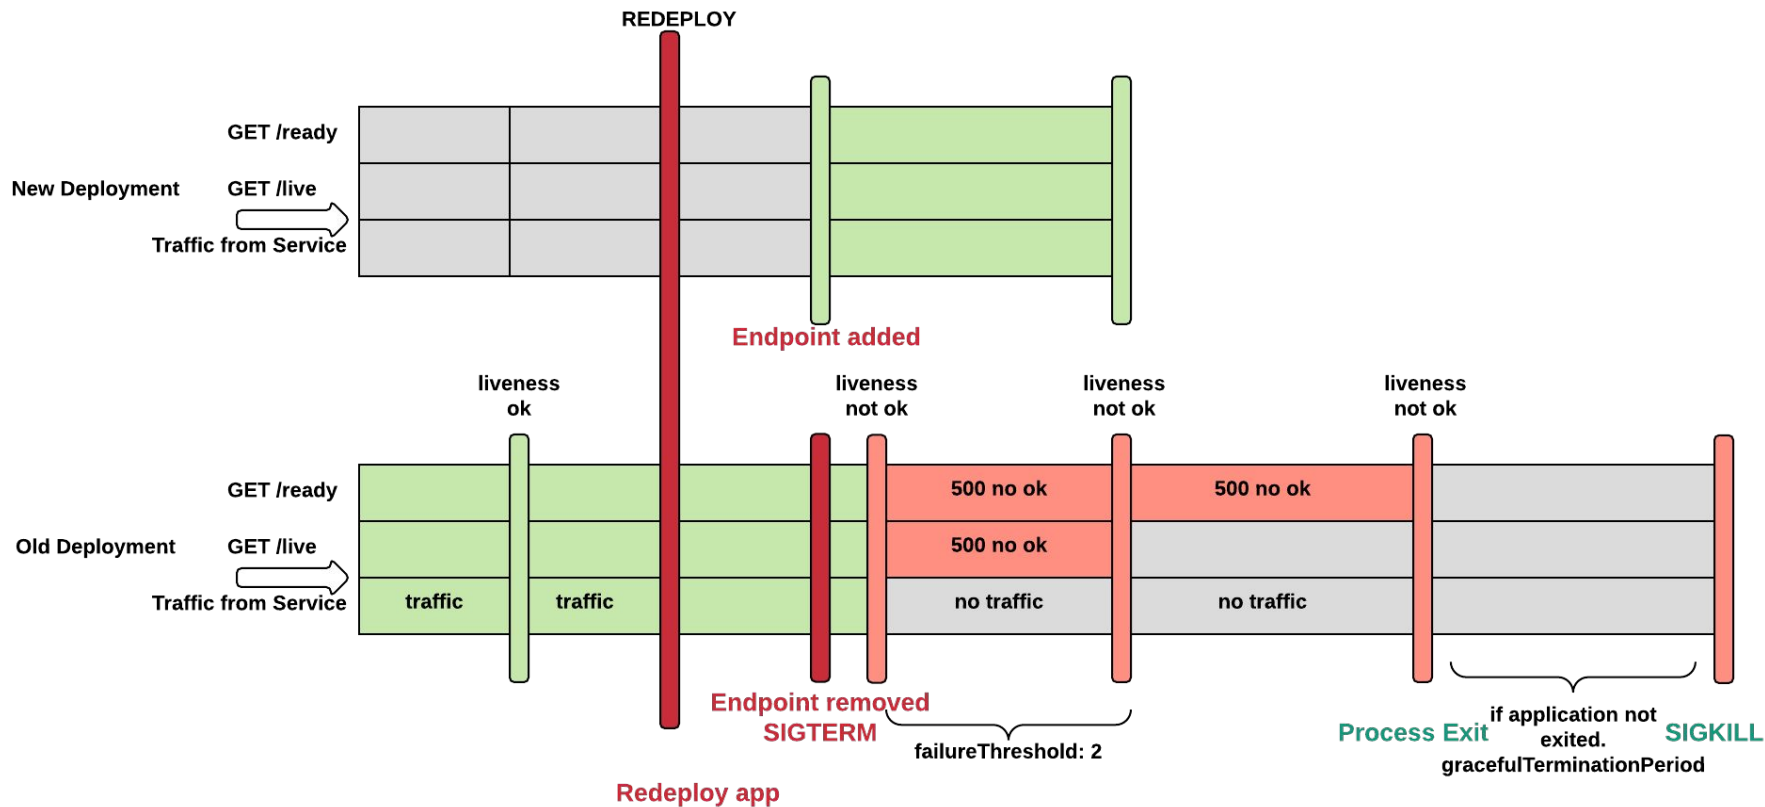 REDEPLOY
GET /ready
New Deployment
GET /live
Traffic from Service
Endpoint added
liveness
ok
liveness
not ok
liveness
not ok
liveness
not ok
GET /ready
500 no ok
500 no ok
Old Deployment
GET /live
500 no ok
Traffic from Service
traffic
traffic
no traffic
no traffic
Endpoint removed
SIGTERM
failureThreshold: 2
Process Exit
if application not
exited.
gracefulTerminationPeriod
SIGKILL
Redeploy app